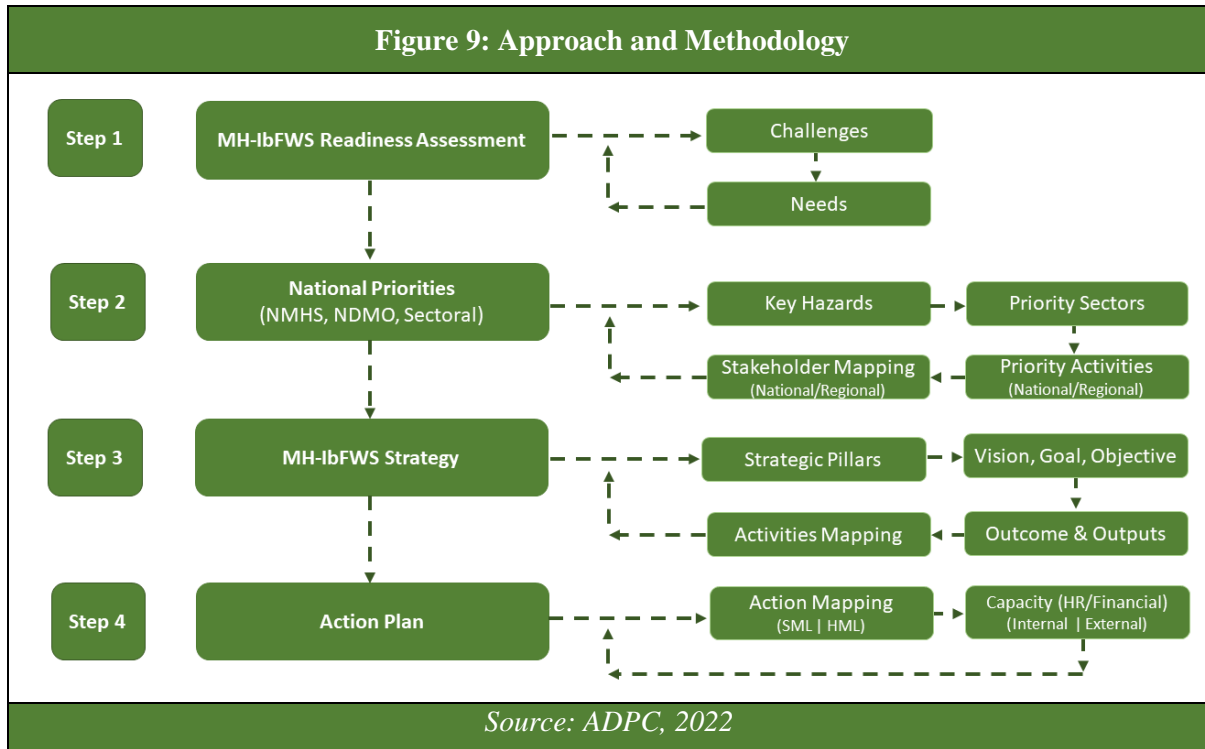 Figure 9: Approach and Methodology
Step 1
MH-IbFWS Readiness Assessment
Challenges
Needs
Step 2
National Priorities
(NMHS, NDMO, Sectoral)
Key Hazards
Priority Sectors
Stakeholder Mapping
(National/Regional)
Priority Activities
(National/Regional)
Step 3
MH-IbFWS Strategy
Strategic Pillars
Vision, Goal, Objective
Activities Mapping
Outcome & Outputs
Step 4
Action Plan
Action Mapping
(SML | HML)
Capacity (HR/Financial)
(Internal | External)
Source: ADPC, 2022